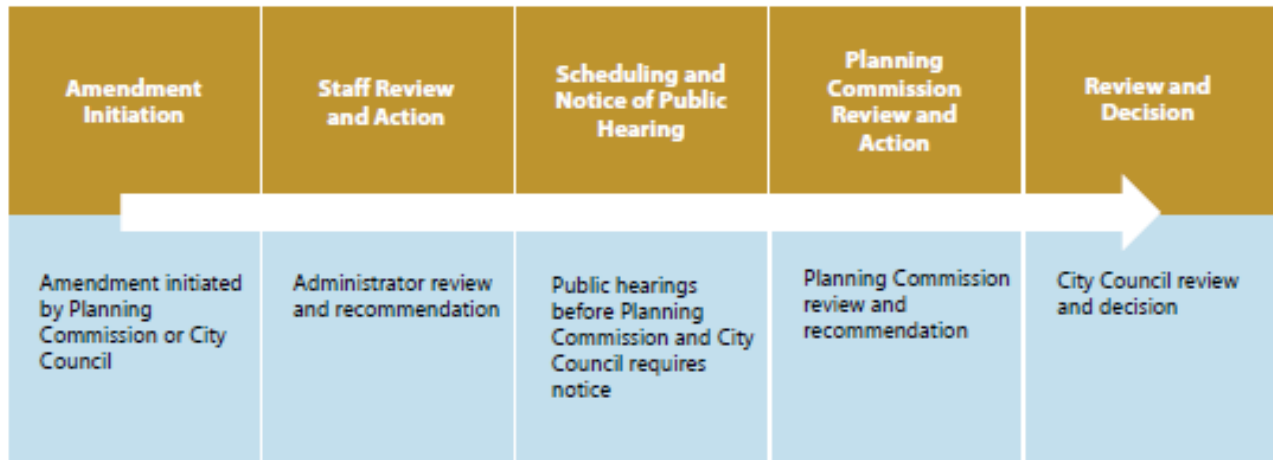 Amendment
Initiation
Staff Review
and Action
Scheduling and
Notice of Public
Hearing
Planning
Commission
Review and
Action
Review and
Decision
Amendment initiated
by Planning
Commission or City
Council
Administrator review
and recommendation
Public hearings
before Planning
Commission and City
Council requires
notice
Planning Commission
review and
recommendation
City Council review
and decision